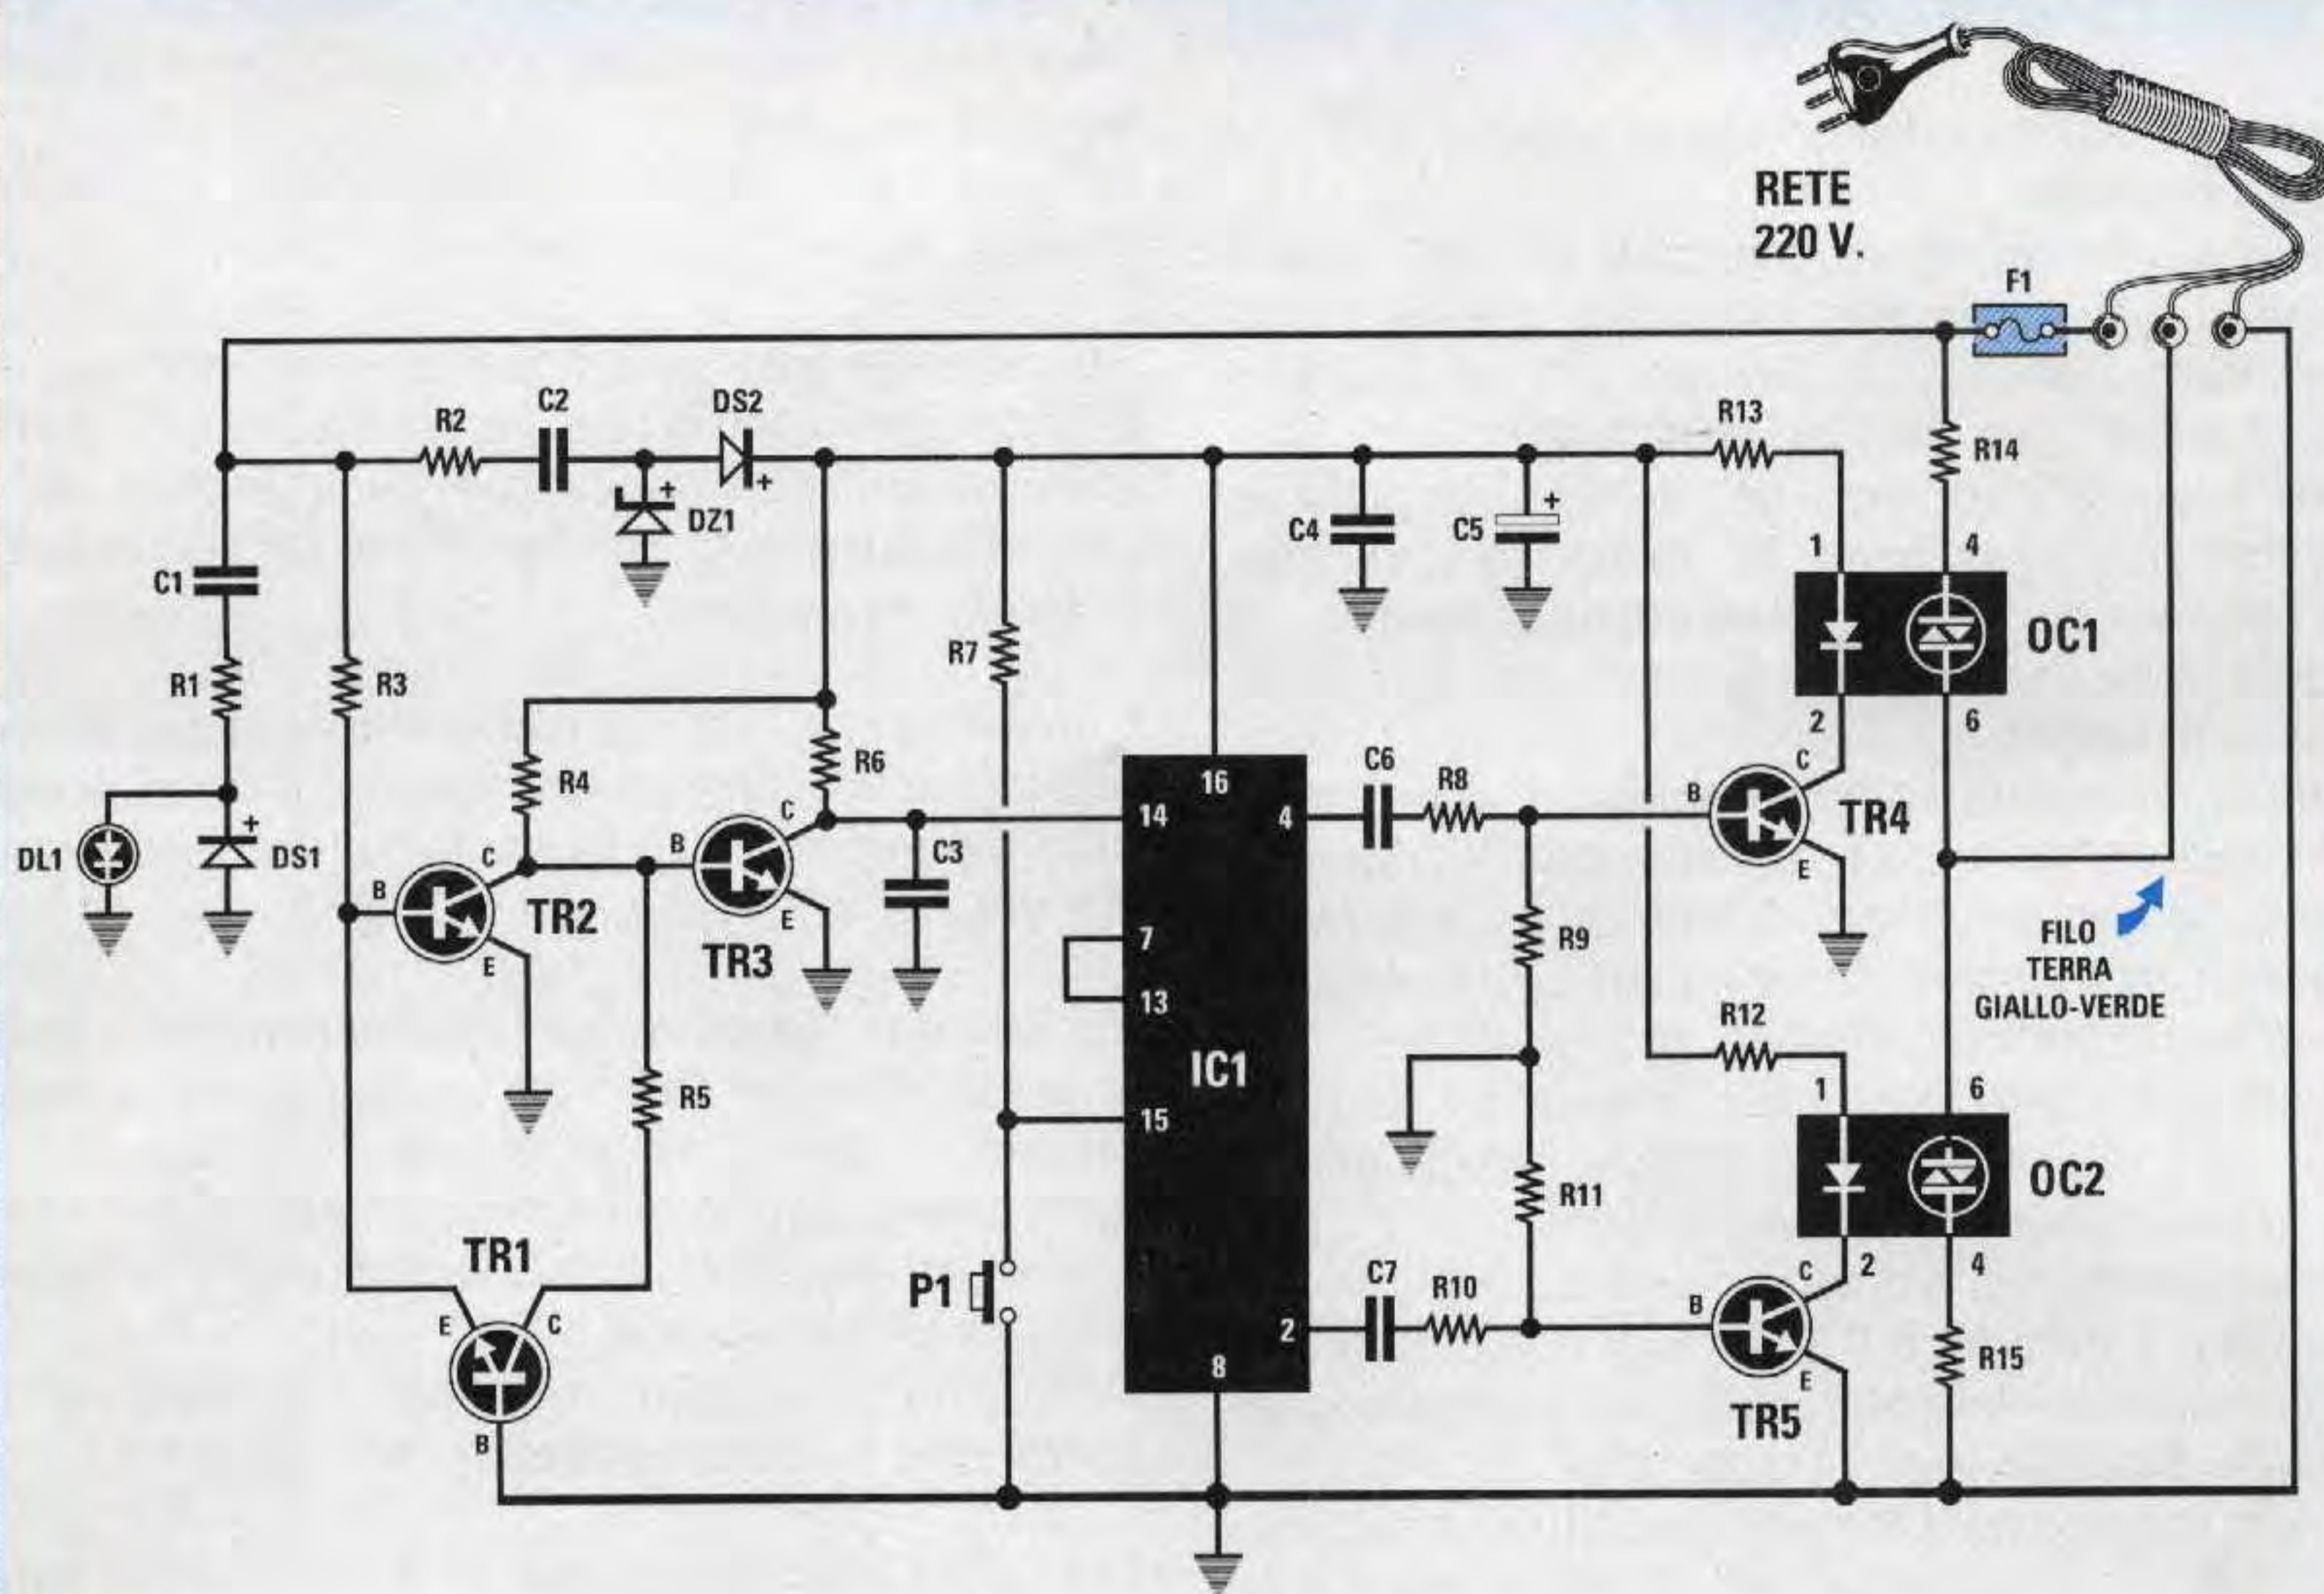 RETE
220 V.
F1
R2
C2
DS2
R13
R14
+
DZ1
+
C4
C5
+
1
4
C1
OC1
R1
R3
R7
2
6
R4
R6
16
C6
R8
C
B
TR4
14
4
DL1
+
DS1
C
B
C
B
C3
E
TR2
E
TR3
E
7
R9
FILO
TERRA
GIALLO-VERDE
13
R12
IC1
R5
15
1
6
OC2
R11
TR1
P1
C7
R10
C
2
4
E
C
B
2
R15
8
E
B
TR5